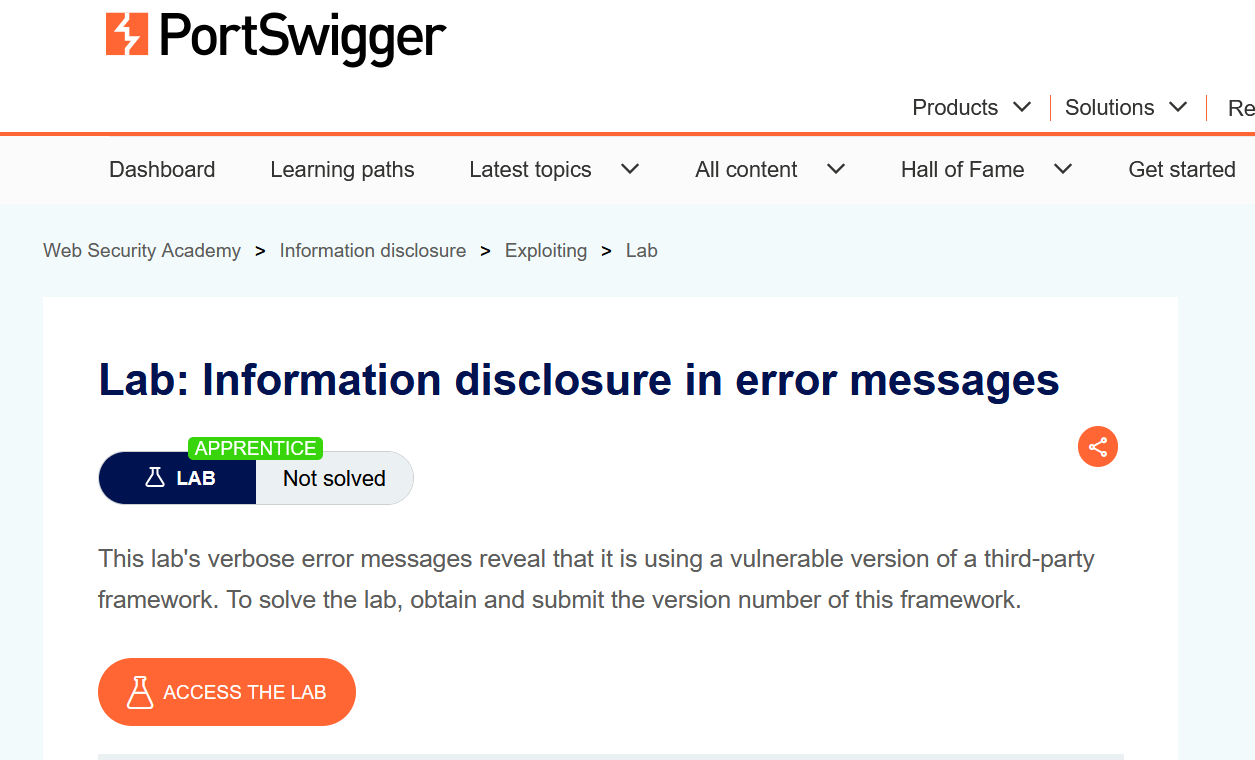 PortSwigger
Products
Solutions
Re
Dashboard
Learning paths
Latest topics
All content
Hall of Fame
Get started
Web Security Academy > Information disclosure > Exploiting > Lab
Lab: Information disclosure in error messages
APPRENTICE
LAB
Not solved
This lab's verbose error messages reveal that it is using a vulnerable version of a third-party
framework. To solve the lab, obtain and submit the version number of this framework.
ACCESS THE LAB